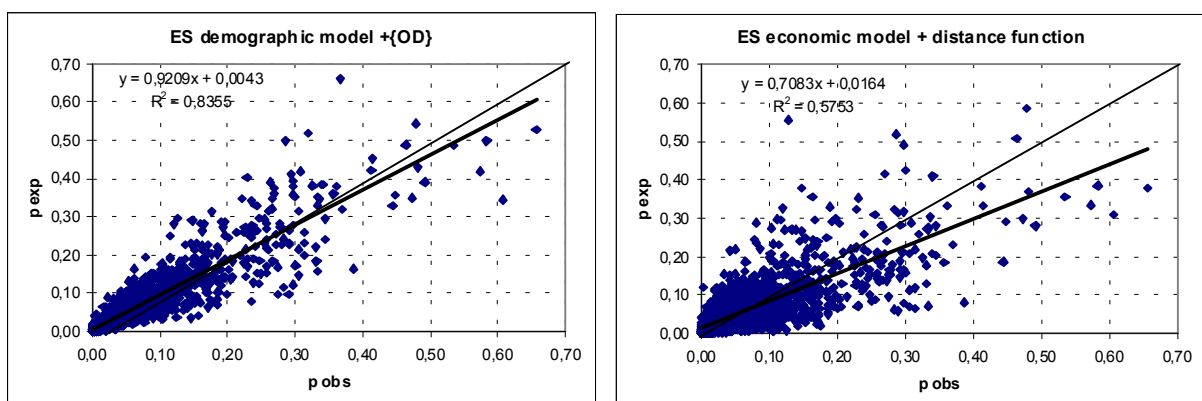 ES demographic model +{OD}
0,70
y = 0,9209x + 0,0043
R² = 0,8355
0,60
0,50
0,40
0,30
0,20
0,10
0,00
p exp
0,00 0,10 0,20 0,30 0,40 0,50 0,60 0,70
p obs
ES economic model + distance function
0,70
y = 0,7083x + 0,0164
R² = 0,5753
0,60
0,50
0,40
0,30
0,20
0,10
0,00
p exp
0,00 0,10 0,20 0,30 0,40 0,50 0,60 0,70
p obs